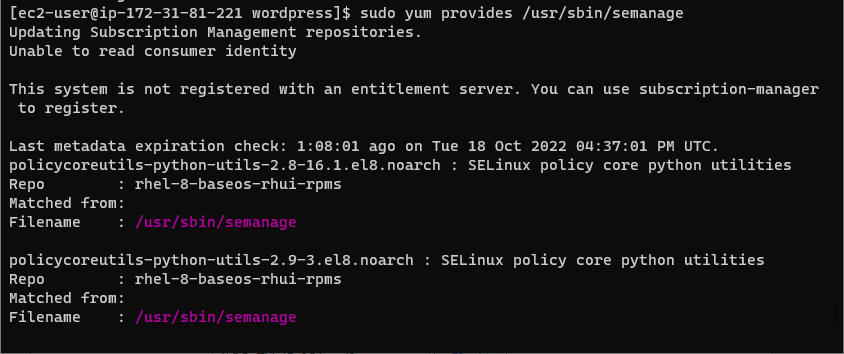 [ec2-user@ip-172-31-81-221 wordpress]$ sudo yum provides /usr/sbin/semanage
Updating Subscription Management repositories.
Unable to read consumer identity
This system is not registered with an entitlement server. You can use subscription-manager
to register.
Last metadata expiration check: 1:08:01 ago on Tue 18 Oct 2022 04:37:01 PM UTC.
policycoreutils-python-utils-2.8-16.1.el8.noarch : SELinux policy core python utilities
Repo        : rhel-8-baseos-rhui-rpms
Matched from:
Filename    : /usr/sbin/semanage
policycoreutils-python-utils-2.9-3.el8.noarch : SELinux policy core python utilities
Repo        : rhel-8-baseos-rhui-rpms
Matched from:
Filename    : /usr/sbin/semanage